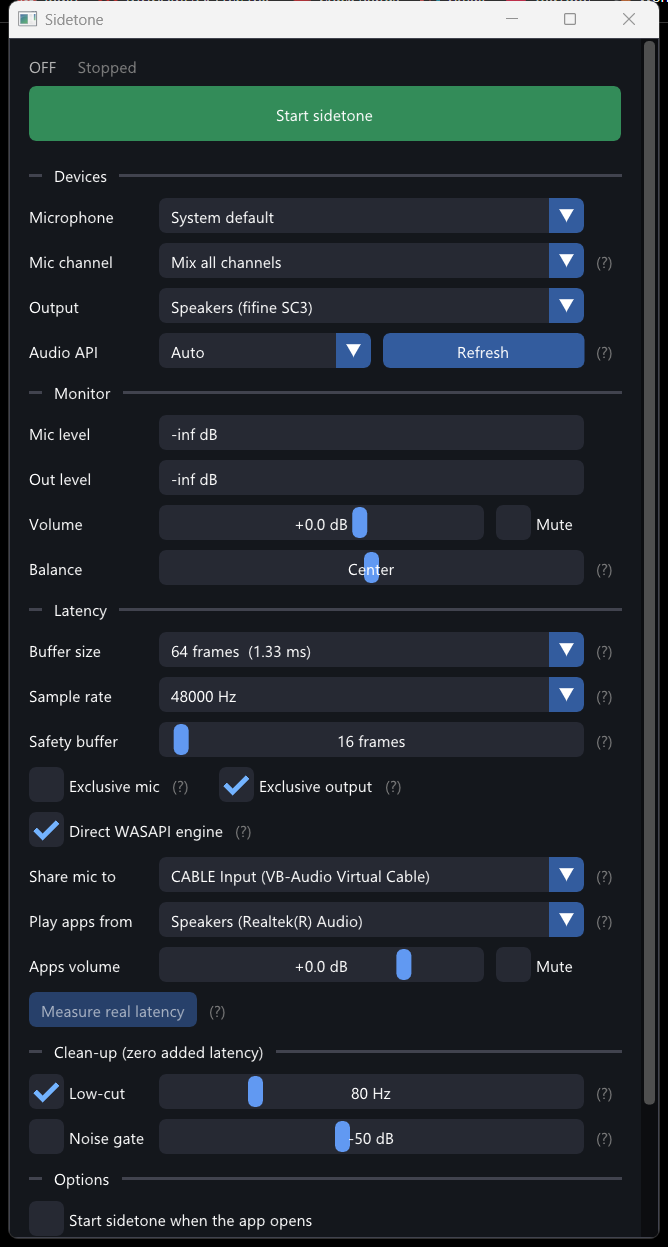 Sidetone
OFF Stopped
Start sidetone
Devices
Microphone System default
Mic channel Mix all channels (?)
Output Speakers (fifine SC3)
Audio API Auto Refresh (?)
Monitor
Mic level -inf dB
Out level -inf dB
Volume +0.0 dB Mute
Balance Center (?)
Latency
Buffer size 64 frames (1.33 ms) (?)
Sample rate 48000 Hz (?)
Safety buffer 16 frames (?)
Exclusive mic (?) Exclusive output (?)
Direct WASAPI engine (?)
Share mic to CABLE Input (VB-Audio Virtual Cable) (?)
Play apps from Speakers (Realtek(R) Audio) (?)
Apps volume +0.0 dB Mute
Measure real latency (?)
Clean-up (zero added latency)
Low-cut 80 Hz (?)
Noise gate -50 dB (?)
Options
Start sidetone when the app opens